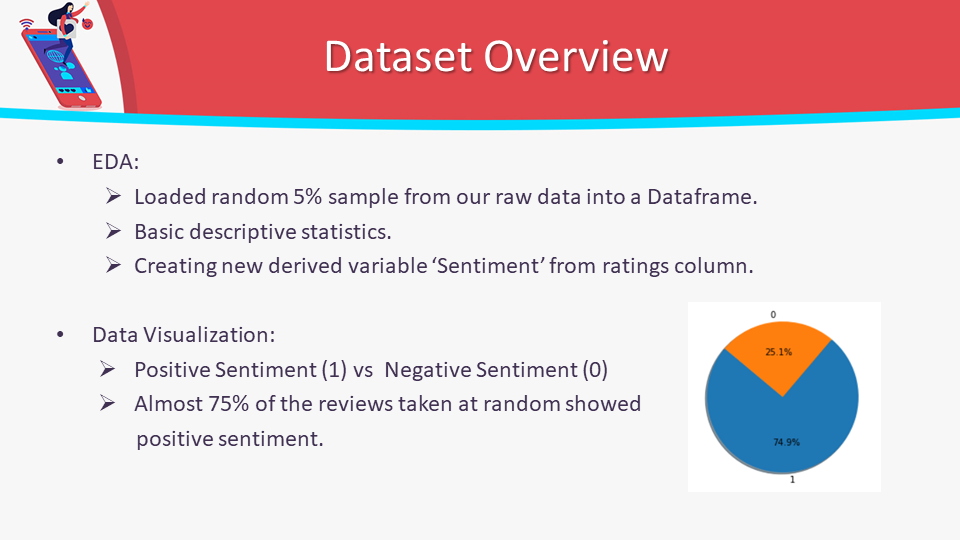 Dataset Overview
• EDA:
➢ Loaded random 5% sample from our raw data into a Dataframe.
➢ Basic descriptive statistics.
➢ Creating new derived variable ‘Sentiment’ from ratings column.
• Data Visualization:
➢ Positive Sentiment (1) vs  Negative Sentiment (0)
➢ Almost 75% of the reviews taken at random showed
positive sentiment.
0
25.1%
74.9%
1